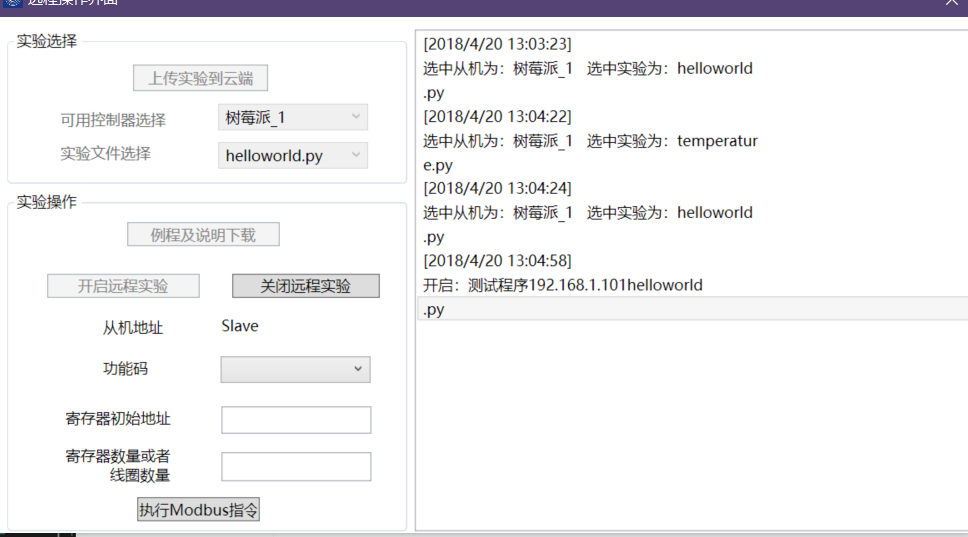 远程操作界面
实验选择
上传实验到云端
可用控制器选择 树莓派_1
实验文件选择 helloworld.py
实验操作
例程及说明下载
开启远程实验 关闭远程实验
从机地址 Slave
功能码
寄存器初始地址
寄存器数量或者
线圈数量
执行Modbus指令
[2018/4/20 13:03:23]
选中从机为：树莓派_1 选中实验为：helloworld
.py
[2018/4/20 13:04:22]
选中从机为：树莓派_1 选中实验为：temperatur
e.py
[2018/4/20 13:04:24]
选中从机为：树莓派_1 选中实验为：helloworld
.py
[2018/4/20 13:04:58]
开启：测试程序192.168.1.101helloworld
.py